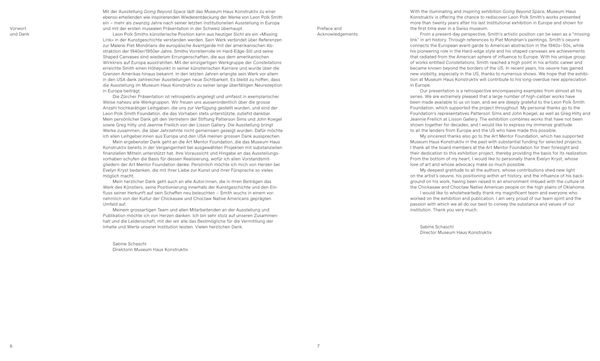 Vorwort
und Dank
Mit der Ausstellung Going Beyond Space lädt das Museum Haus Konstruktiv zu einer
ebenso erhellenden wie inspirierenden Wiederentdeckung der Werke von Leon Polk Smith
ein – mehr als zwanzig Jahre nach seiner letzten institutionellen Ausstellung in Europa
und mit der ersten musealen Präsentation in der Schweiz überhaupt.
Leon Polk Smiths künstlerische Position kann aus heutiger Sicht als ein «Missing
Link» in der Kunstgeschichte verstanden werden. Sein Werk verbindet über Referenzen
zur Malerei Piet Mondrians die europäische Avantgarde mit der amerikanischen Ab-
straktion der 1940er/1950er Jahre. Smiths Vorreiterrolle im Hard-Edge-Stil und seine
Shaped Canvases sind wiederum Errungenschaften, die aus dem amerikanischen
Wirkkreis auf Europa ausstrahlten. Mit der einzigartigen Werkgruppe der Constellations
erreichte Smith einen Höhepunkt in seiner künstlerischen Karriere und wurde über die
Grenzen Amerikas hinaus bekannt. In den letzten Jahren erlangte sein Werk vor allem
in den USA dank zahlreicher Ausstellungen neue Sichtbarkeit. Es bleibt zu hoffen, dass
die Ausstellung im Museum Haus Konstruktiv zu seiner lange überfälligen Neurezeption
in Europa beiträgt.
Die Zürcher Präsentation ist retrospektiv angelegt und umfasst in exemplarischer
Weise nahezu alle Werkgruppen. Wir freuen uns ausserordentlich über die grosse
Anzahl hochkarätiger Leihgaben, die uns zur Verfügung gestellt wurden, und sind der
Leon Polk Smith Foundation, die das Vorhaben stets unterstützte, zutiefst dankbar.
Mein persönlicher Dank gilt den Vertretern der Stiftung Patterson Sims und John Koegel
sowie Greg Hilty und Jeannie Freilich von der Lisson Gallery. Die Ausstellung bringt
Werke zusammen, die über Jahrzehnte nicht gemeinsam gezeigt wurden. Dafür möchte
ich allen Leihgeber:innen aus Europa und den USA meinen grossen Dank aussprechen.
Mein ergebenster Dank geht an die Art Mentor Foundation, die das Museum Haus
Konstruktiv bereits in der Vergangenheit bei ausgewählten Projekten mit substanziellen
finanziellen Mitteln unterstützt hat. Ihre Voraussicht und Hingabe an das Ausstellungs-
vorhaben schufen die Basis für dessen Realisierung, wofür ich allen Vorstandsmit-
gliedern der Art Mentor Foundation danke. Persönlich möchte ich mich von Herzen bei
Evelyn Kryst bedanken, die mit ihrer Liebe zur Kunst und ihrer Fürsprache so vieles
möglich macht.
Mein herzlicher Dank geht auch an alle Autor:innen, die in ihren Beiträgen das
Werk des Künstlers, seine Positionierung innerhalb der Kunstgeschichte und den Ein-
fluss seiner Herkunft auf sein Schaffen neu beleuchten – Smith wuchs in einem vor-
nehmlich von der Kultur der Chickasaw und Choctaw Native Americans geprägten
Umfeld auf.
Meinem grossartigen Team und allen Mitarbeitenden an der Ausstellung und
Publikation möchte ich von Herzen danken. Ich bin sehr stolz auf unseren Zusammen-
halt und die Leidenschaft, mit der wir alle das Bestmögliche für die Vermittlung der
Inhalte und Werte unserer Institution leisten. Vielen herzlichen Dank.
Sabine Schaschl
Direktorin Museum Haus Konstruktiv
6
Preface and
Acknowledgements
With the illuminating and inspiring exhibition Going Beyond Space, Museum Haus
Konstruktiv is offering the chance to rediscover Leon Polk Smith's works presented
more than twenty years after his last institutional exhibition in Europe and shown for
the first time ever in a Swiss museum.
From a present-day perspective, Smith's artistic position can be seen as a "missing
link" in art history. Through references to Piet Mondrian's paintings, Smith's oeuvre
connects the European avant-garde to American abstraction in the 1940s–50s, while
his pioneering role in the Hard-edge style and his shaped canvases are achievements
that radiated from the American sphere of influence to Europe. With his unique group
of works entitled Constellations, Smith reached a high point in his artistic career and
became known beyond the borders of the US. In recent years, his oeuvre has gained
new visibility, especially in the US, thanks to numerous shows. We hope that the exhibi-
tion at Museum Haus Konstruktiv will contribute to his long-overdue new appreciation
in Europe.
Our presentation is a retrospective encompassing examples from almost all his
series. We are extremely pleased that a large number of high-caliber works have
been made available to us on loan, and we are deeply grateful to the Leon Polk Smith
Foundation, which supported the project throughout. My personal thanks go to the
Foundation's representatives Patterson Sims and John Koegel, as well as Greg Hilty and
Jeannie Freilich at Lisson Gallery. The exhibition combines works that have not been
shown together for decades, and I would like to express my immense gratitude
to all the lenders from Europe and the US who have made this possible.
My sincerest thanks also go to the Art Mentor Foundation, which has supported
Museum Haus Konstruktiv in the past with substantial funding for selected projects.
I thank all the board members at the Art Mentor Foundation for their foresight and
their dedication to this exhibition project, thereby providing the basis for its realization.
From the bottom of my heart, I would like to personally thank Evelyn Kryst, whose
love of art and whose advocacy make so much possible.
My deepest gratitude to all the authors, whose contributions shed new light
on the artist's oeuvre, his positioning within art history, and the influence of his back-
ground on his work, having been raised in an environment imbued with the culture of
the Chickasaw and Choctaw Native American people on the high plains of Oklahoma.
I would like to wholeheartedly thank my magnificent team and everyone who
worked on the exhibition and publication. I am very proud of our team spirit and the
passion with which we all do our best to convey the substance and values of our
institution. Thank you very much.
Sabine Schaschl
Director Museum Haus Konstruktiv
7